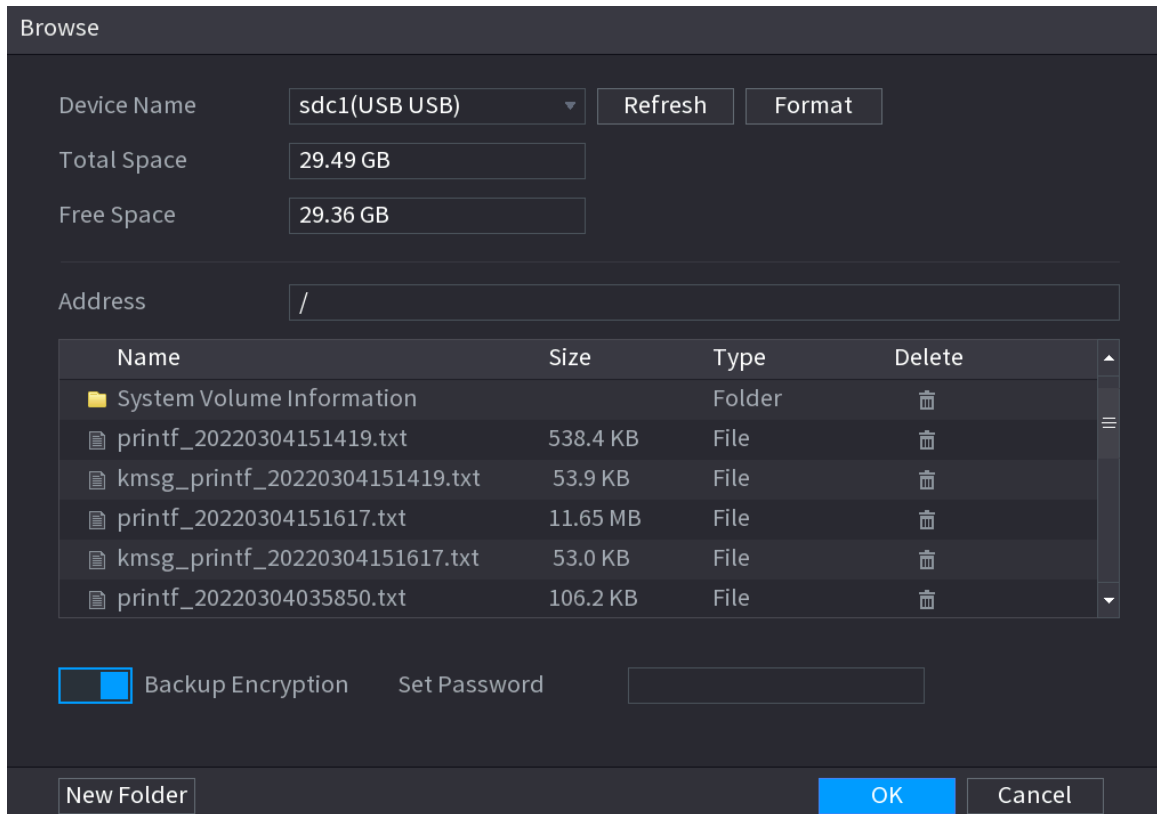 Browse
Device Name sdc1(USB USB) Refresh Format
Total Space 29.49 GB
Free Space 29.36 GB
Address /
Name Size Type Delete
System Volume Information Folder
printf_20220304151419.txt 538.4 KB File
kmsg_printf_20220304151419.txt 53.9 KB File
printf_20220304151617.txt 11.65 MB File
kmsg_printf_20220304151617.txt 53.0 KB File
printf_20220304035850.txt 106.2 KB File
Backup Encryption Set Password
New Folder OK Cancel